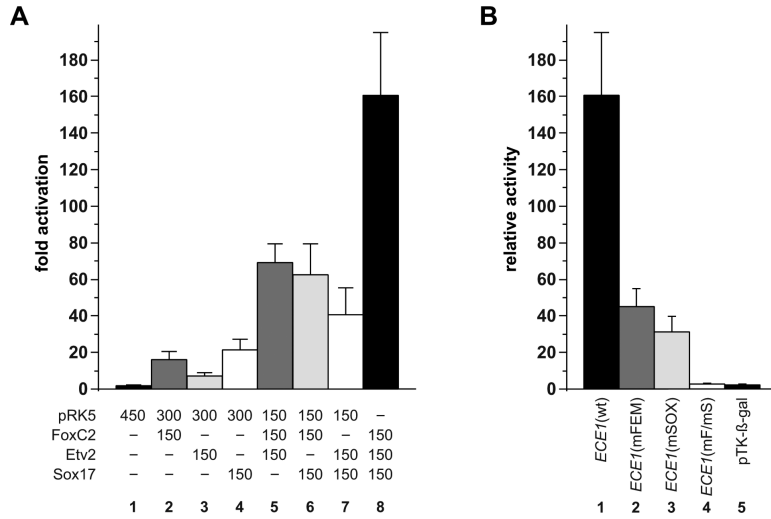 A
fold activation
180
160
140
120
100
80
60
40
20
0
pRK5 450 300 300 300 150 150 150 –
FoxC2 – 150 – – 150 150 – 150
Etv2 – – 150 – 150 – 150 150
Sox17 – – – 150 – 150 150 150
1 2 3 4 5 6 7 8
B
relative activity
180
160
140
120
100
80
60
40
20
0
ECE1(wt)
ECE1(mFEM)
ECE1(mSOX)
ECE1(mF/mS)
pTK-ß-gal
1 2 3 4 5